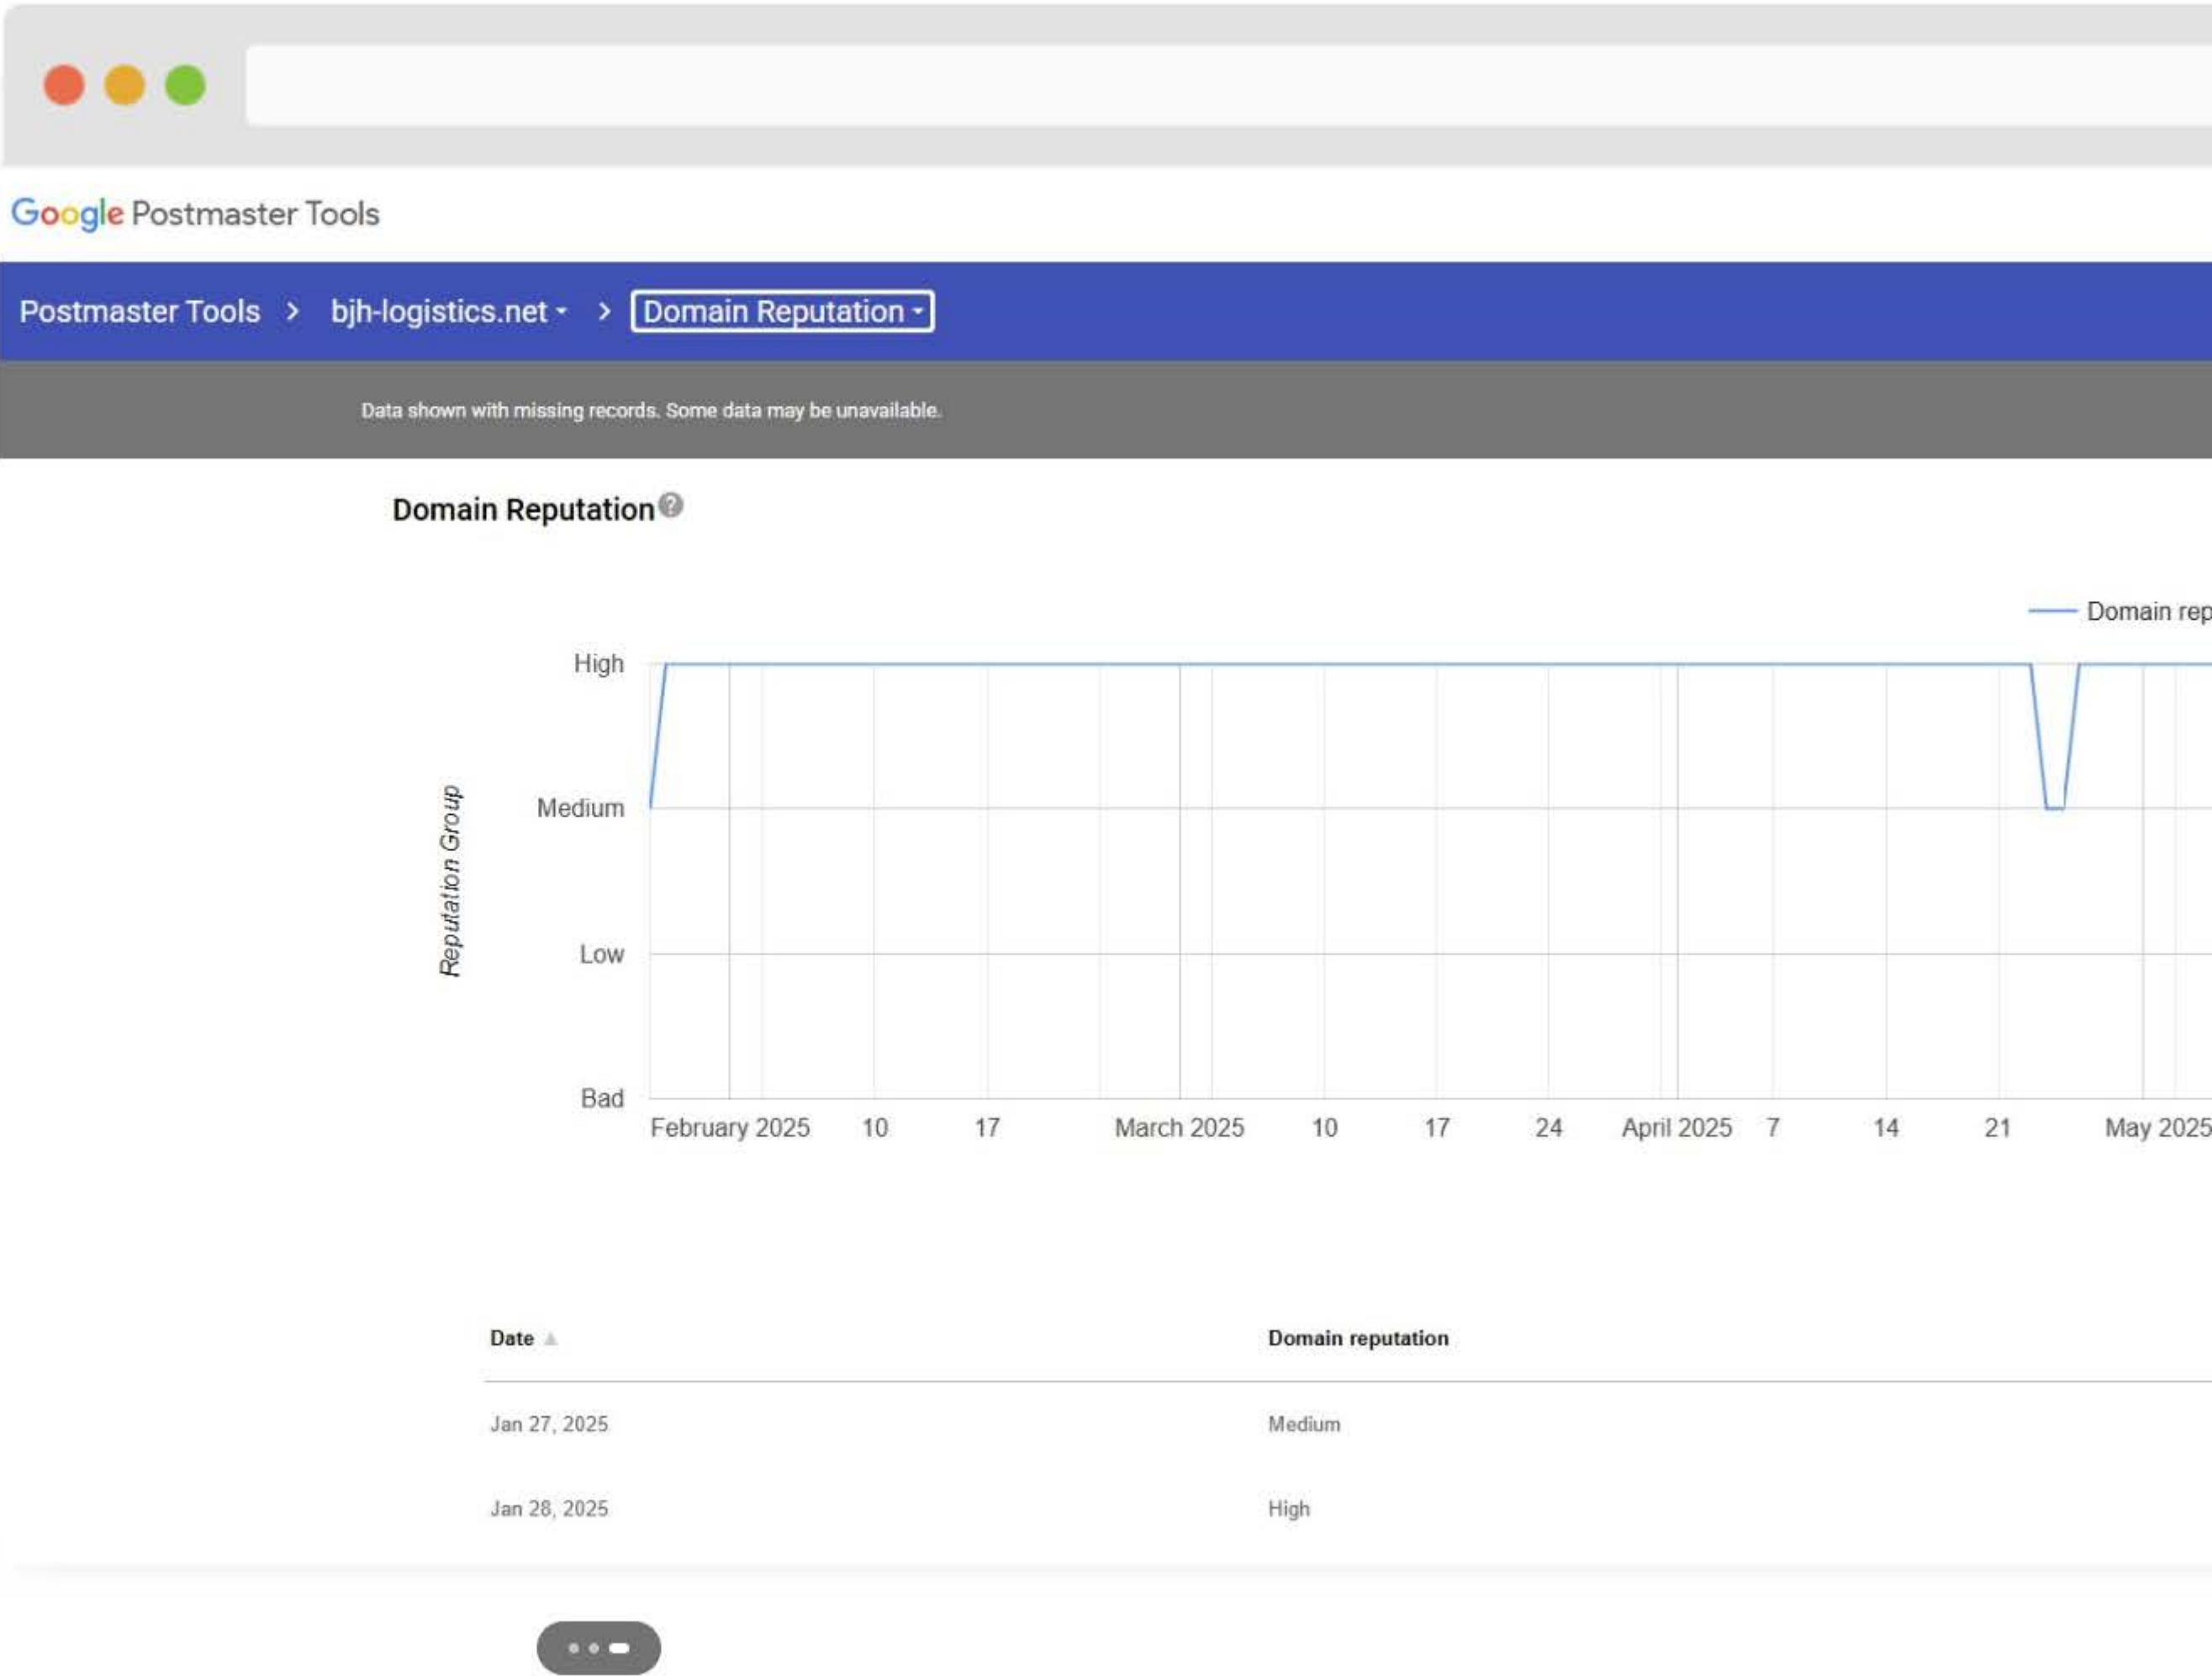 Google Postmaster Tools
Postmaster Tools > bjh-logistics.net > Domain Reputation
Data shown with missing records. Some data may be unavailable.
Domain Reputation ?
Domain rep
High
Medium
Low
Bad
Reputation Group
February 2025 10 17 March 2025 10 17 24 April 2025 7 14 21 May 2025
Date Domain reputation
Jan 27, 2025 Medium
Jan 28, 2025 High